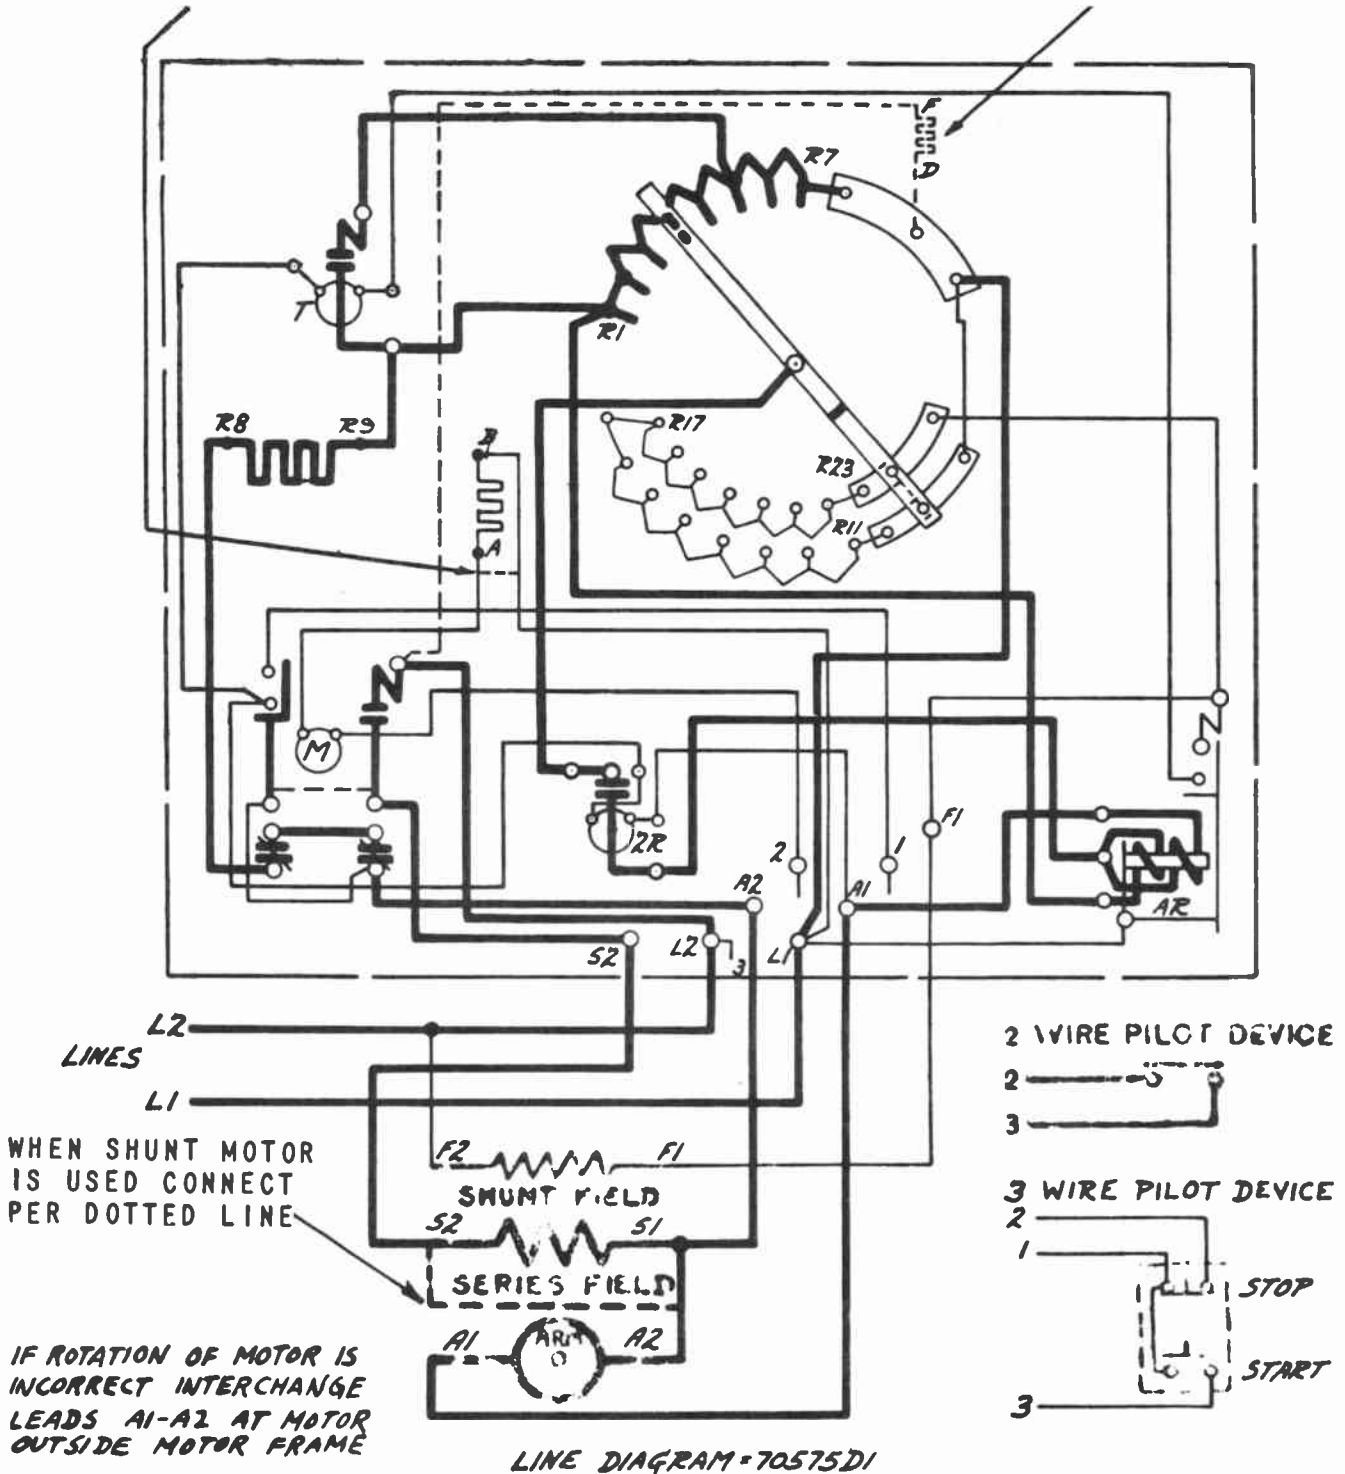 F
D
R7
T
R1
R8
R9
B
R17
R23
R11
A
M
2R
2
1
F1
A2
A1
AR
S2
L2
3
L1
L2
LINES
L1
2 WIRE PILOT DEVICE
2
3
WHEN SHUNT MOTOR
IS USED CONNECT
PER DOTTED LINE
F2
F1
SHUNT FIELD
S2
S1
SERIES FIELD
3 WIRE PILOT DEVICE
2
1
STOP
START
3
A1
ARM
A2
IF ROTATION OF MOTOR IS
INCORRECT INTERCHANGE
LEADS A1-A2 AT MOTOR
OUTSIDE MOTOR FRAME
LINE DIAGRAM=70575D1